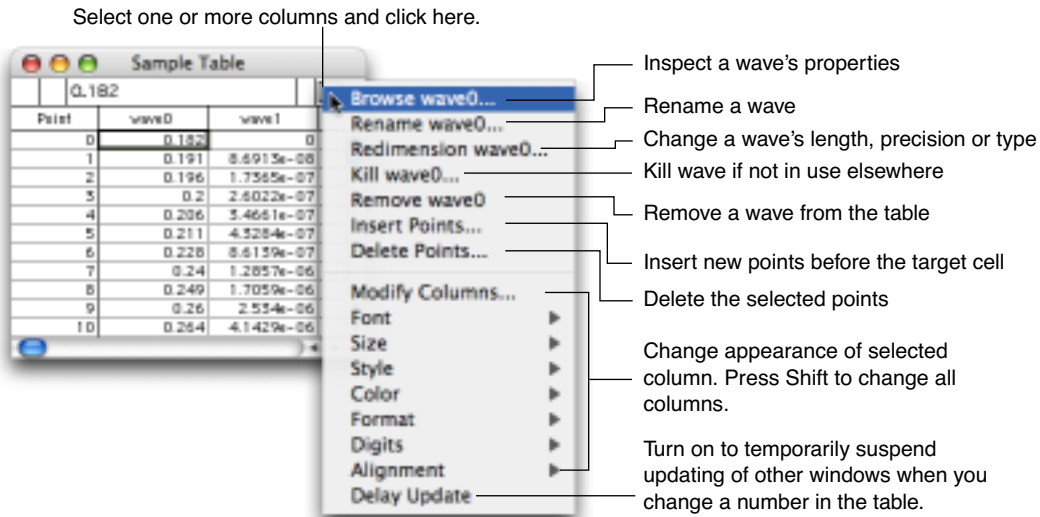 Select one or more columns and click here.
Sample Table
0.182
Point wave0 wave1
0 0.182 0
1 0.191 8.6913e-08
2 0.196 1.7365e-07
3 0.2 2.6022e-07
4 0.206 3.4661e-07
5 0.211 4.3284e-07
6 0.228 8.6139e-07
7 0.24 1.2857e-06
8 0.249 1.7059e-06
9 0.26 2.534e-06
10 0.264 4.1429e-06
Browse wave0...
Rename wave0...
Redimension wave0...
Kill wave0...
Remove wave0
Insert Points...
Delete Points...
Modify Columns...
Font
Size
Style
Color
Format
Digits
Alignment
Delay Update
Inspect a wave's properties
Rename a wave
Change a wave's length, precision or type
Kill wave if not in use elsewhere
Remove a wave from the table
Insert new points before the target cell
Delete the selected points
Change appearance of selected
column. Press Shift to change all
columns.
Turn on to temporarily suspend
updating of other windows when you
change a number in the table.